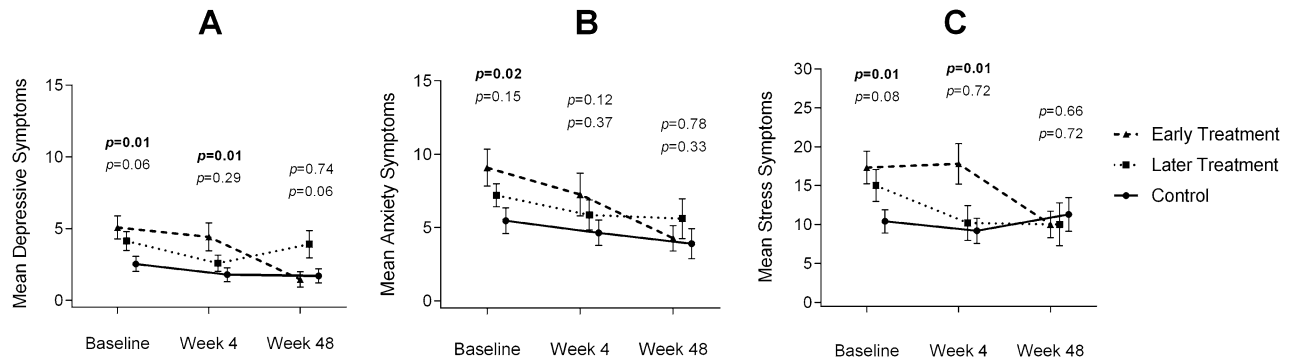 A
Mean Depressive Symptoms
15
10
5
0
p=0.01
p=0.06
p=0.01
p=0.29
p=0.74
p=0.06
Baseline
Week 4
Week 48
B
Mean Anxiety Symptoms
15
10
5
0
p=0.02
p=0.15
p=0.12
p=0.37
p=0.78
p=0.33
Baseline
Week 4
Week 48
C
Mean Stress Symptoms
30
25
20
15
10
5
0
p=0.01
p=0.08
p=0.01
p=0.72
p=0.66
p=0.72
Baseline
Week 4
Week 48
Early Treatment
Later Treatment
Control